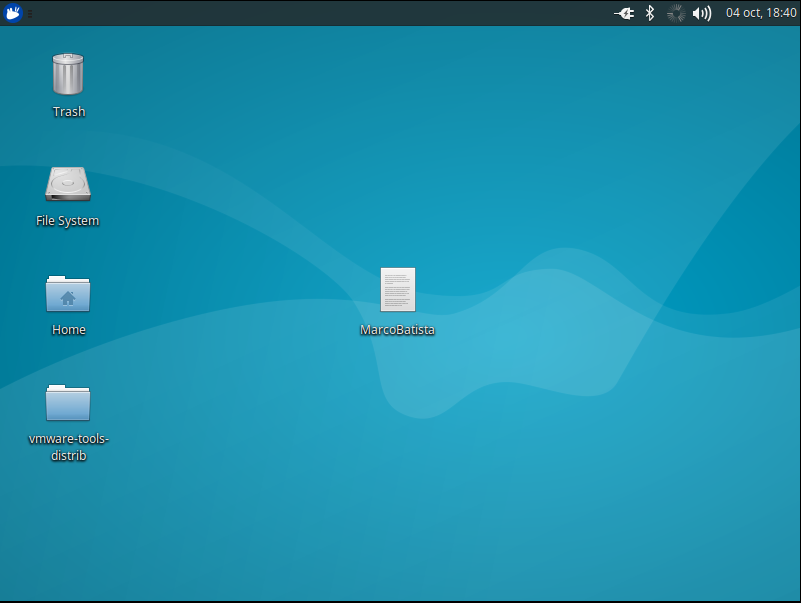 04 oct, 18:40
Trash
File System
Home
MarcoBatista
vmware-tools-
distrib